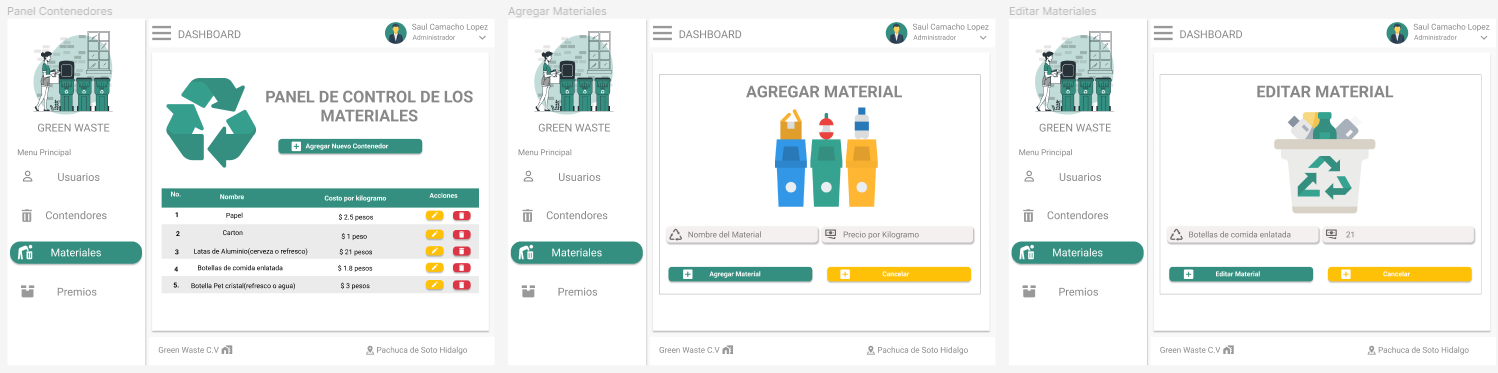 Panel Contenedores
GREEN WASTE
Menu Principal
Usuarios
Contendores
Materiales
Premios
DASHBOARD
Saul Camacho Lopez
Administrador
PANEL DE CONTROL DE LOS
MATERIALES
Agregar Nuevo Contenedor
No. Nombre Costo por kilogramo Acciones
1 Papel $ 2.5 pesos
2 Carton $ 1 peso
3 Latas de Aluminio(cerveza o refresco) $ 21 pesos
4 Botellas de comida enlatada $ 1.8 pesos
5. Botella Pet cristal(refresco o agua) $ 3 pesos
Green Waste C.V
Pachuca de Soto Hidalgo
Agregar Materiales
GREEN WASTE
Menu Principal
Usuarios
Contendores
Materiales
Premios
DASHBOARD
Saul Camacho Lopez
Administrador
AGREGAR MATERIAL
Nombre del Material
Precio por Kilogramo
Agregar Material
Cancelar
Green Waste C.V
Pachuca de Soto Hidalgo
Editar Materiales
GREEN WASTE
Menu Principal
Usuarios
Contendores
Materiales
Premios
DASHBOARD
Saul Camacho Lopez
Administrador
EDITAR MATERIAL
Botellas de comida enlatada
21
Editar Material
Cancelar
Green Waste C.V
Pachuca de Soto Hidalgo